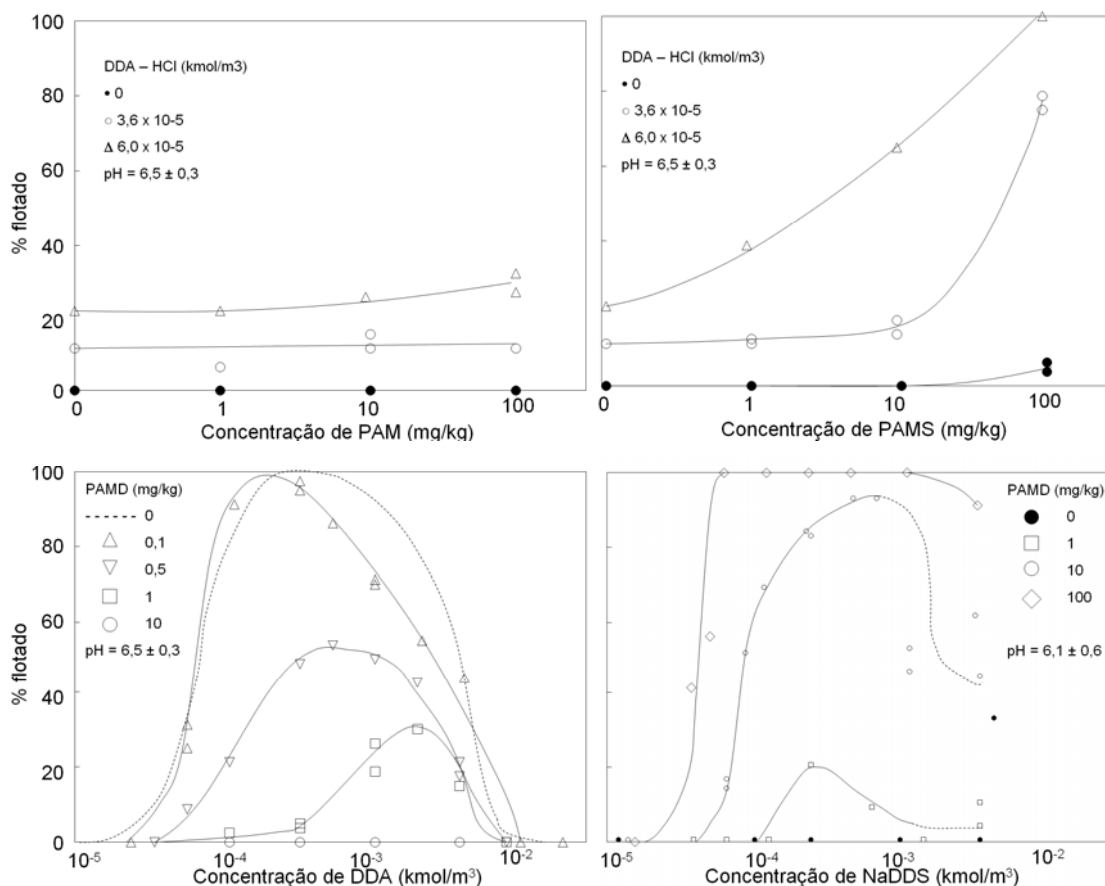 100
80
60
40
20
0
% flotado
DDA – HCl (kmol/m3)
● 0
○ 3,6 x 10-5
Δ 6,0 x 10-5
pH = 6,5 ± 0,3
0 1 10 100
Concentração de PAM (mg/kg)
DDA – HCl (kmol/m3)
● 0
○ 3,6 x 10-5
Δ 6,0 x 10-5
pH = 6,5 ± 0,3
0 1 10 100
Concentração de PAMS (mg/kg)
100
80
60
40
20
0
% flotado
PAMD (mg/kg)
0
0,1
0,5
1
10
pH = 6,5 ± 0,3
10-5 10-4 10-3 10-2
Concentração de DDA (kmol/m3)
PAMD (mg/kg)
0
1
10
100
pH = 6,1 ± 0,6
10-5 10-4 10-3 10-2
Concentração de NaDDS (kmol/m3)